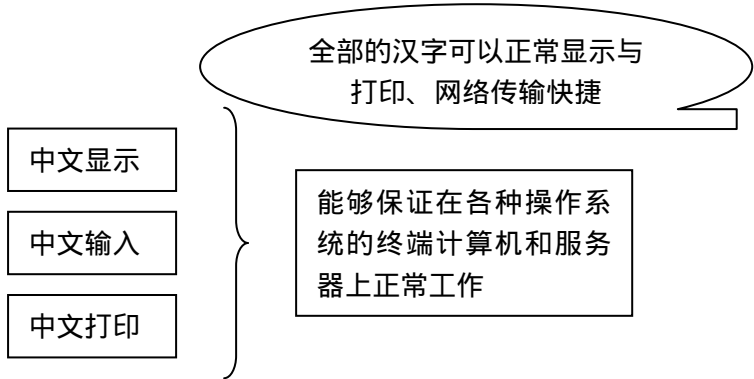 全部的汉字可以正常显示与
打印、网络传输快捷
中文显示
中文输入
中文打印
能够保证在各种操作系
统的终端计算机和服务
器上正常工作